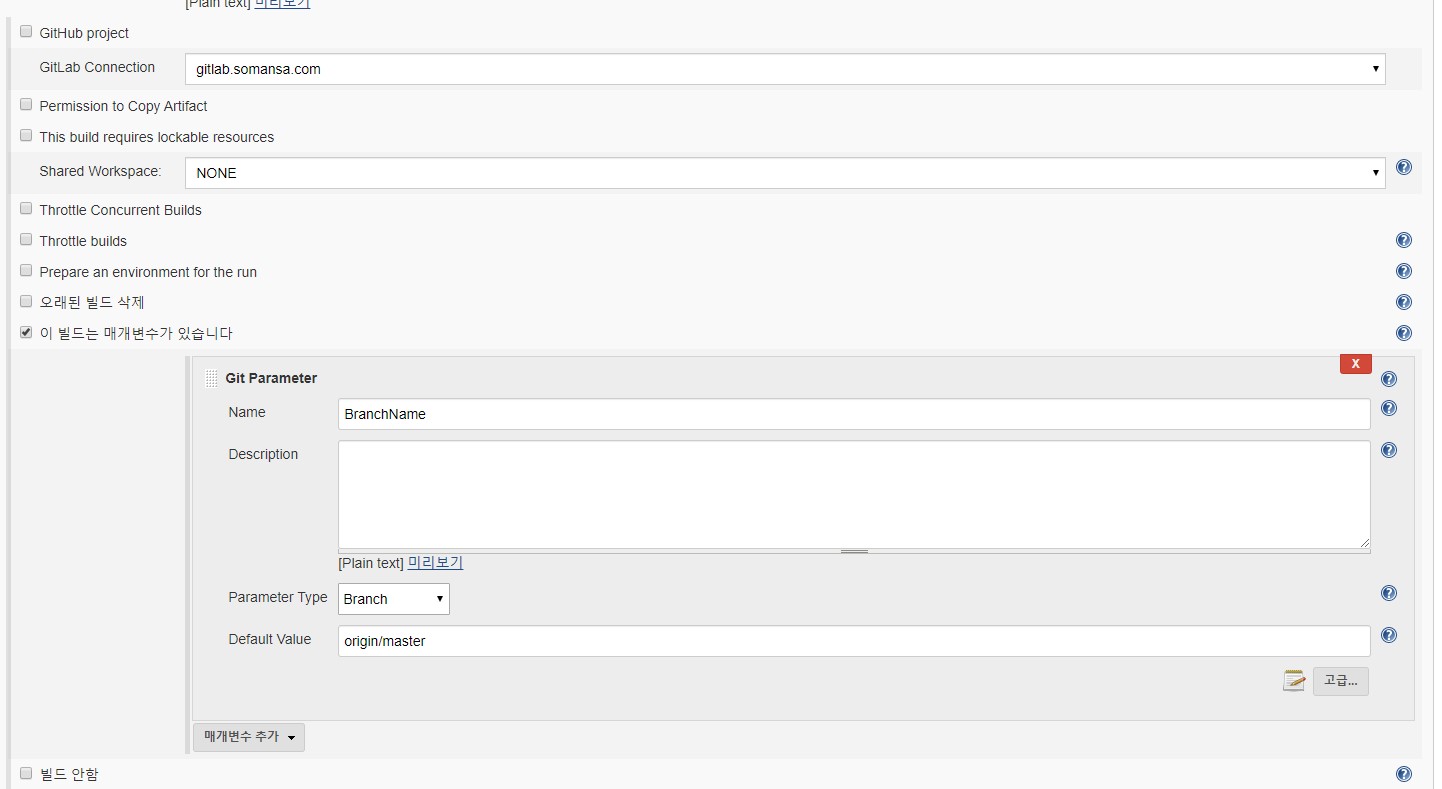 [Plain text] 미리보기
GitHub project
GitLab Connection gitlab.somansa.com
Permission to Copy Artifact
This build requires lockable resources
Shared Workspace: NONE
Throttle Concurrent Builds
Throttle builds
Prepare an environment for the run
오래된 빌드 삭제
이 빌드는 매개변수가 있습니다
X
Git Parameter
Name BranchName
Description
[Plain text] 미리보기
Parameter Type Branch
Default Value origin/master
고급...
매개변수 추가
빌드 안함